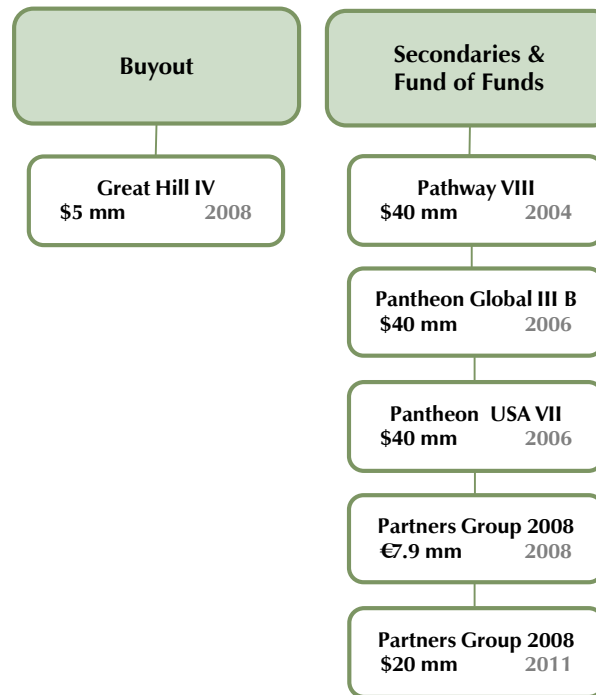 Buyout
Great Hill IV
$5 mm 2008
Secondaries &
Fund of Funds
Pathway VIII
$40 mm 2004
Pantheon Global III B
$40 mm 2006
Pantheon USA VII
$40 mm 2006
Partners Group 2008
€7.9 mm 2008
Partners Group 2008
$20 mm 2011